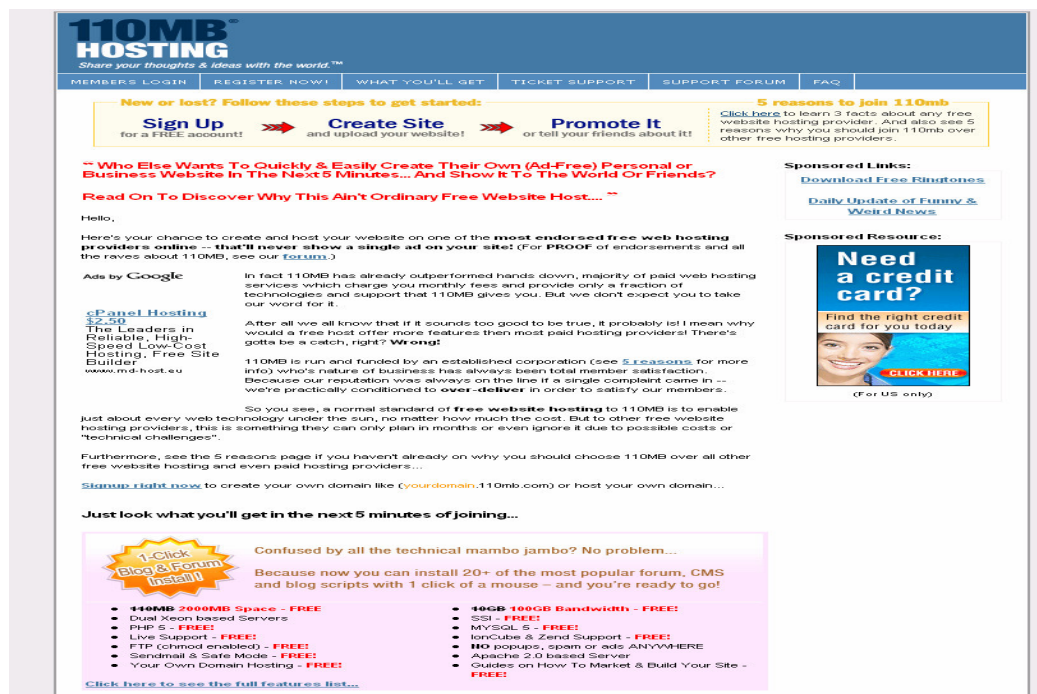 110MB®
HOSTING
Share your thoughts & ideas with the world.™
MEMBERS LOGIN
REGISTER NOW!
WHAT YOU'LL GET
TICKET SUPPORT
SUPPORT FORUM
FAQ
New or lost? Follow these steps to get started:
Sign Up
for a FREE account!
Create Site
and upload your website!
Promote It
or tell your friends about it!
5 reasons to join 110mb
Click here to learn 3 facts about any free
website hosting provider. And also see 5
reasons why you should join 110mb over
other free hosting providers.
" Who Else Wants To Quickly & Easily Create Their Own (Ad-Free) Personal or
Business Website In The Next 5 Minutes... And Show It To The World Or Friends?
Read On To Discover Why This Ain't Ordinary Free Website Host.... "
Hello,
Here's your chance to create and host your website on one of the most endorsed free web hosting
providers online -- that'll never show a single ad on your site! (For PROOF of endorsements and all
the raves about 110MB, see our forum.)
Ads by Google
cPanel Hosting
$2.50
The Leaders in
Reliable, High-
Speed Low-Cost
Hosting, Free Site
Builder
www.md-host.eu
In fact 110MB has already outperformed hands down, majority of paid web hosting
services which charge you monthly fees and provide only a fraction of
technologies and support that 110MB gives you. But we don't expect you to take
our word for it.
After all we all know that if it sounds too good to be true, it probably is! I mean why
would a free host offer more features then most paid hosting providers! There's
gotta be a catch, right? Wrong!
110MB is run and funded by an established corporation (see 5 reasons for more
info) who's nature of business has always been total member satisfaction.
Because our reputation was always on the line if a single complaint came in --
we're practically conditioned to over-deliver in order to satisfy our members.
So you see, a normal standard of free website hosting to 110MB is to enable
just about every web technology under the sun, no matter how much the cost. But to other free website
hosting providers, this is something they can only plan in months or even ignore it due to possible costs or
"technical challenges".
Furthermore, see the 5 reasons page if you haven't already on why you should choose 110MB over all other
free website hosting and even paid hosting providers...
Signup right now to create your own domain like (yourdomain.110mb.com) or host your own domain...
Just look what you'll get in the next 5 minutes of joining...
1-Click
Blog & Forum
Install !
Confused by all the technical mambo jambo? No problem...
Because now you can install 20+ of the most popular forum, CMS
and blog scripts with 1 click of a mouse – and you're ready to go!
110MB 2000MB Space - FREE
Dual Xeon based Servers
PHP 5 - FREE!
Live Support - FREE!
FTP (chmod enabled) - FREE!
Sendmail & Safe Mode - FREE!
Your Own Domain Hosting - FREE!
10GB 100GB Bandwidth - FREE!
SSI - FREE!
MYSQL 5 - FREE!
IonCube & Zend Support - FREE!
NO popups, spam or ads ANYWHERE
Apache 2.0 based Server
Guides on How To Market & Build Your Site -
FREE!
Click here to see the full features list...
Sponsored Links:
Download Free Ringtones
Daily Update of Funny &
Weird News
Sponsored Resource:
Need
a credit
card?
Find the right credit
card for you today
CLICK HERE
(For US only)